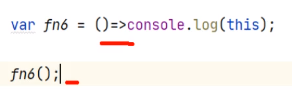 var fn6 = ()=>console.log(this);
fn6();